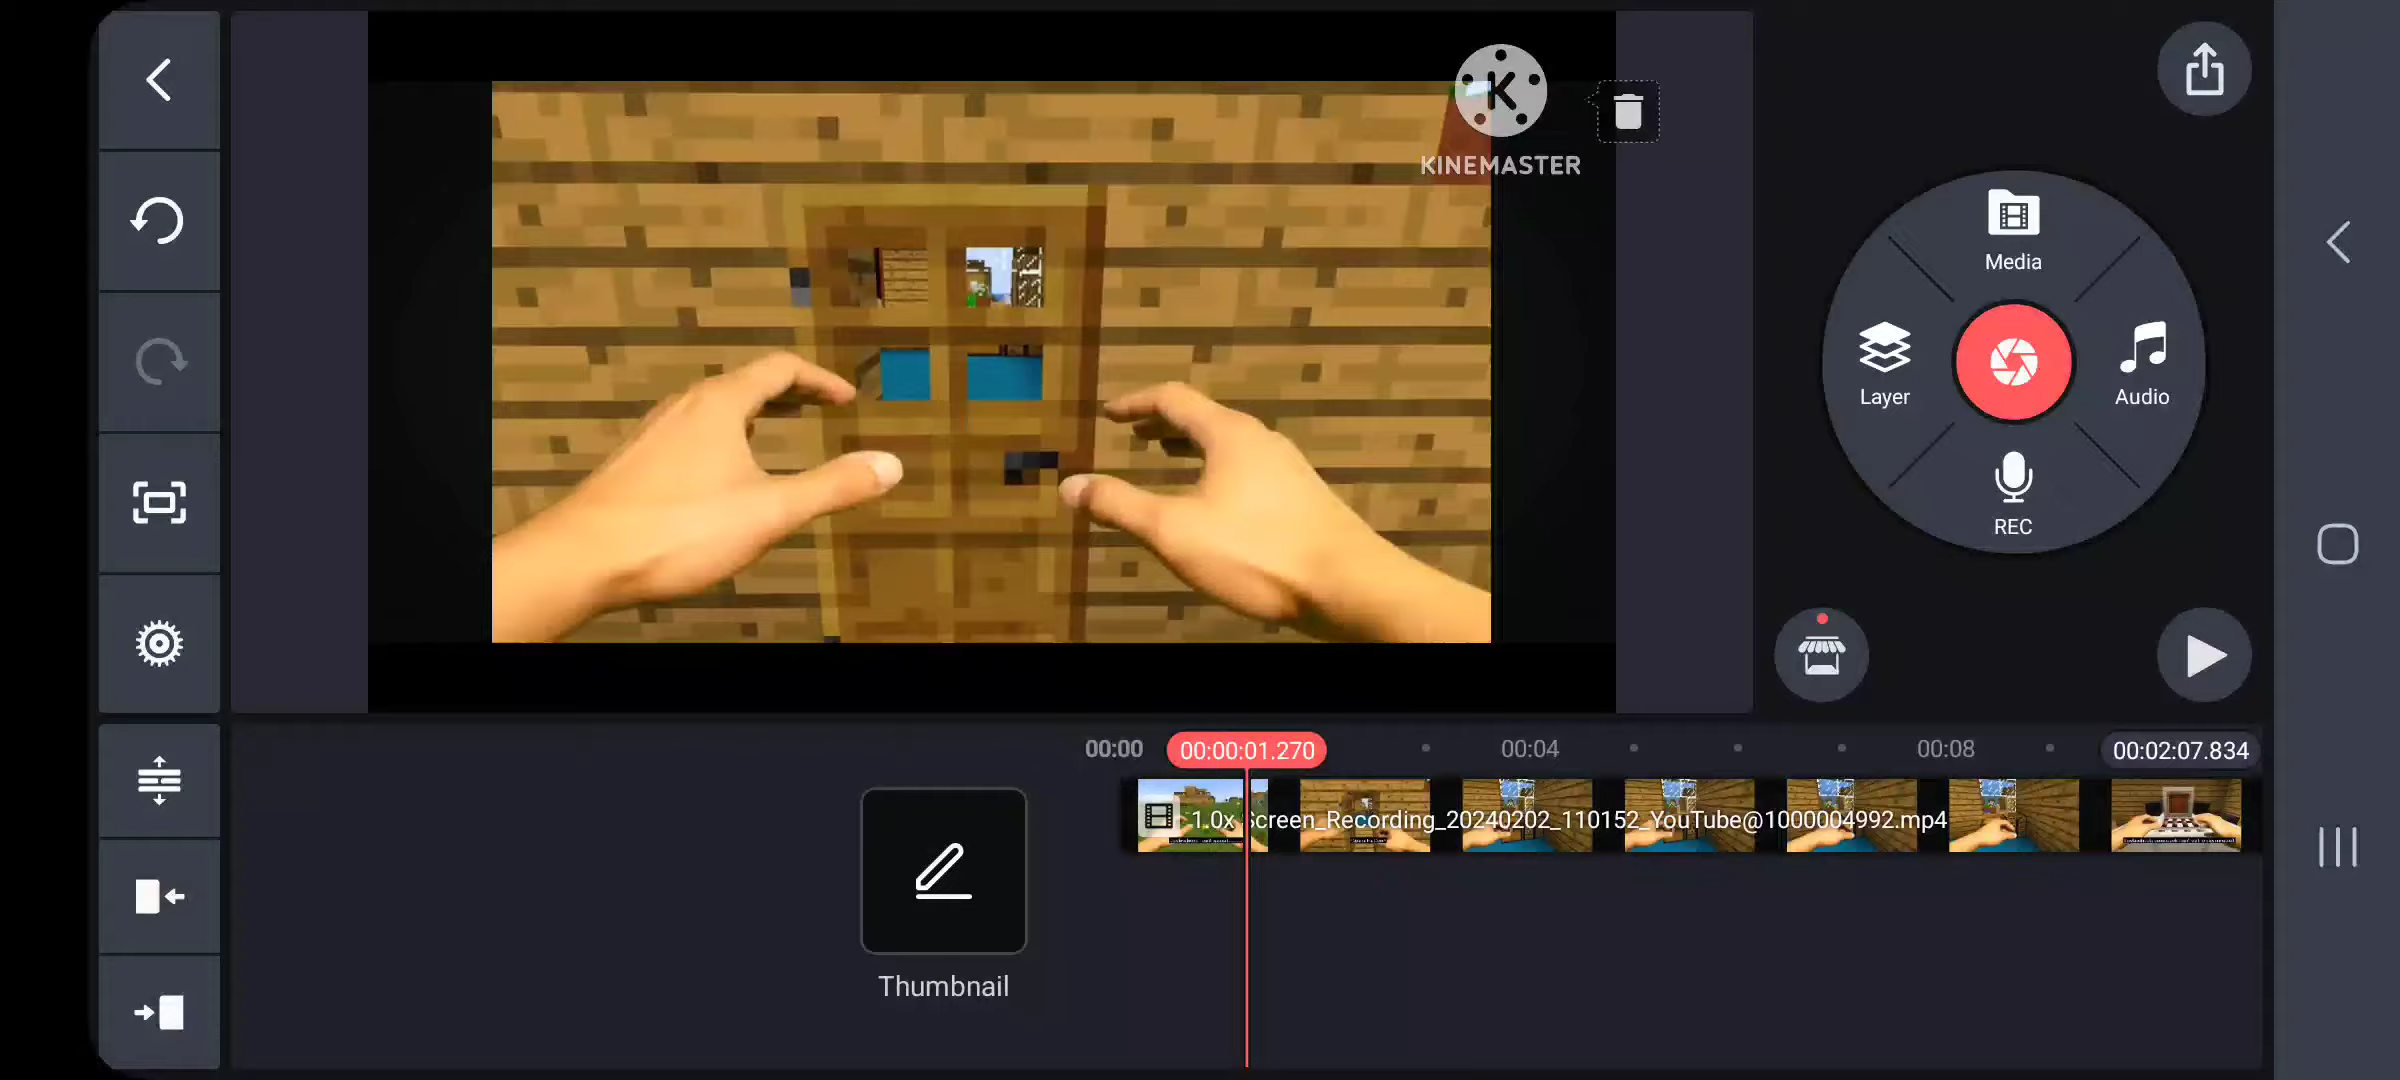 K
KINEMASTER
Media
Layer
Audio
REC
00:00
00:00:01.270
00:04
00:08
00:02:07.834
1.0x Screen_Recording_20240202_110152_YouTube@1000004992.mp4
Thumbnail